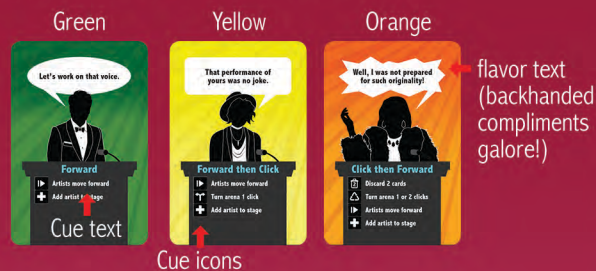 Green
Yellow
Orange
Let's work on that voice.
Forward
Artists move forward
Add artist to stage
Cue text
That performance of
yours was no joke.
Forward then Click
Artists move forward
Turn arena 1 click
Add artist to stage
Cue icons
Well, I was not prepared
for such originality!
Click then Forward
2
Discard 2 cards
Turn arena 1 or 2 clicks
Artists move forward
Add artist to stage
flavor text
(backhanded
compliments
galore!)